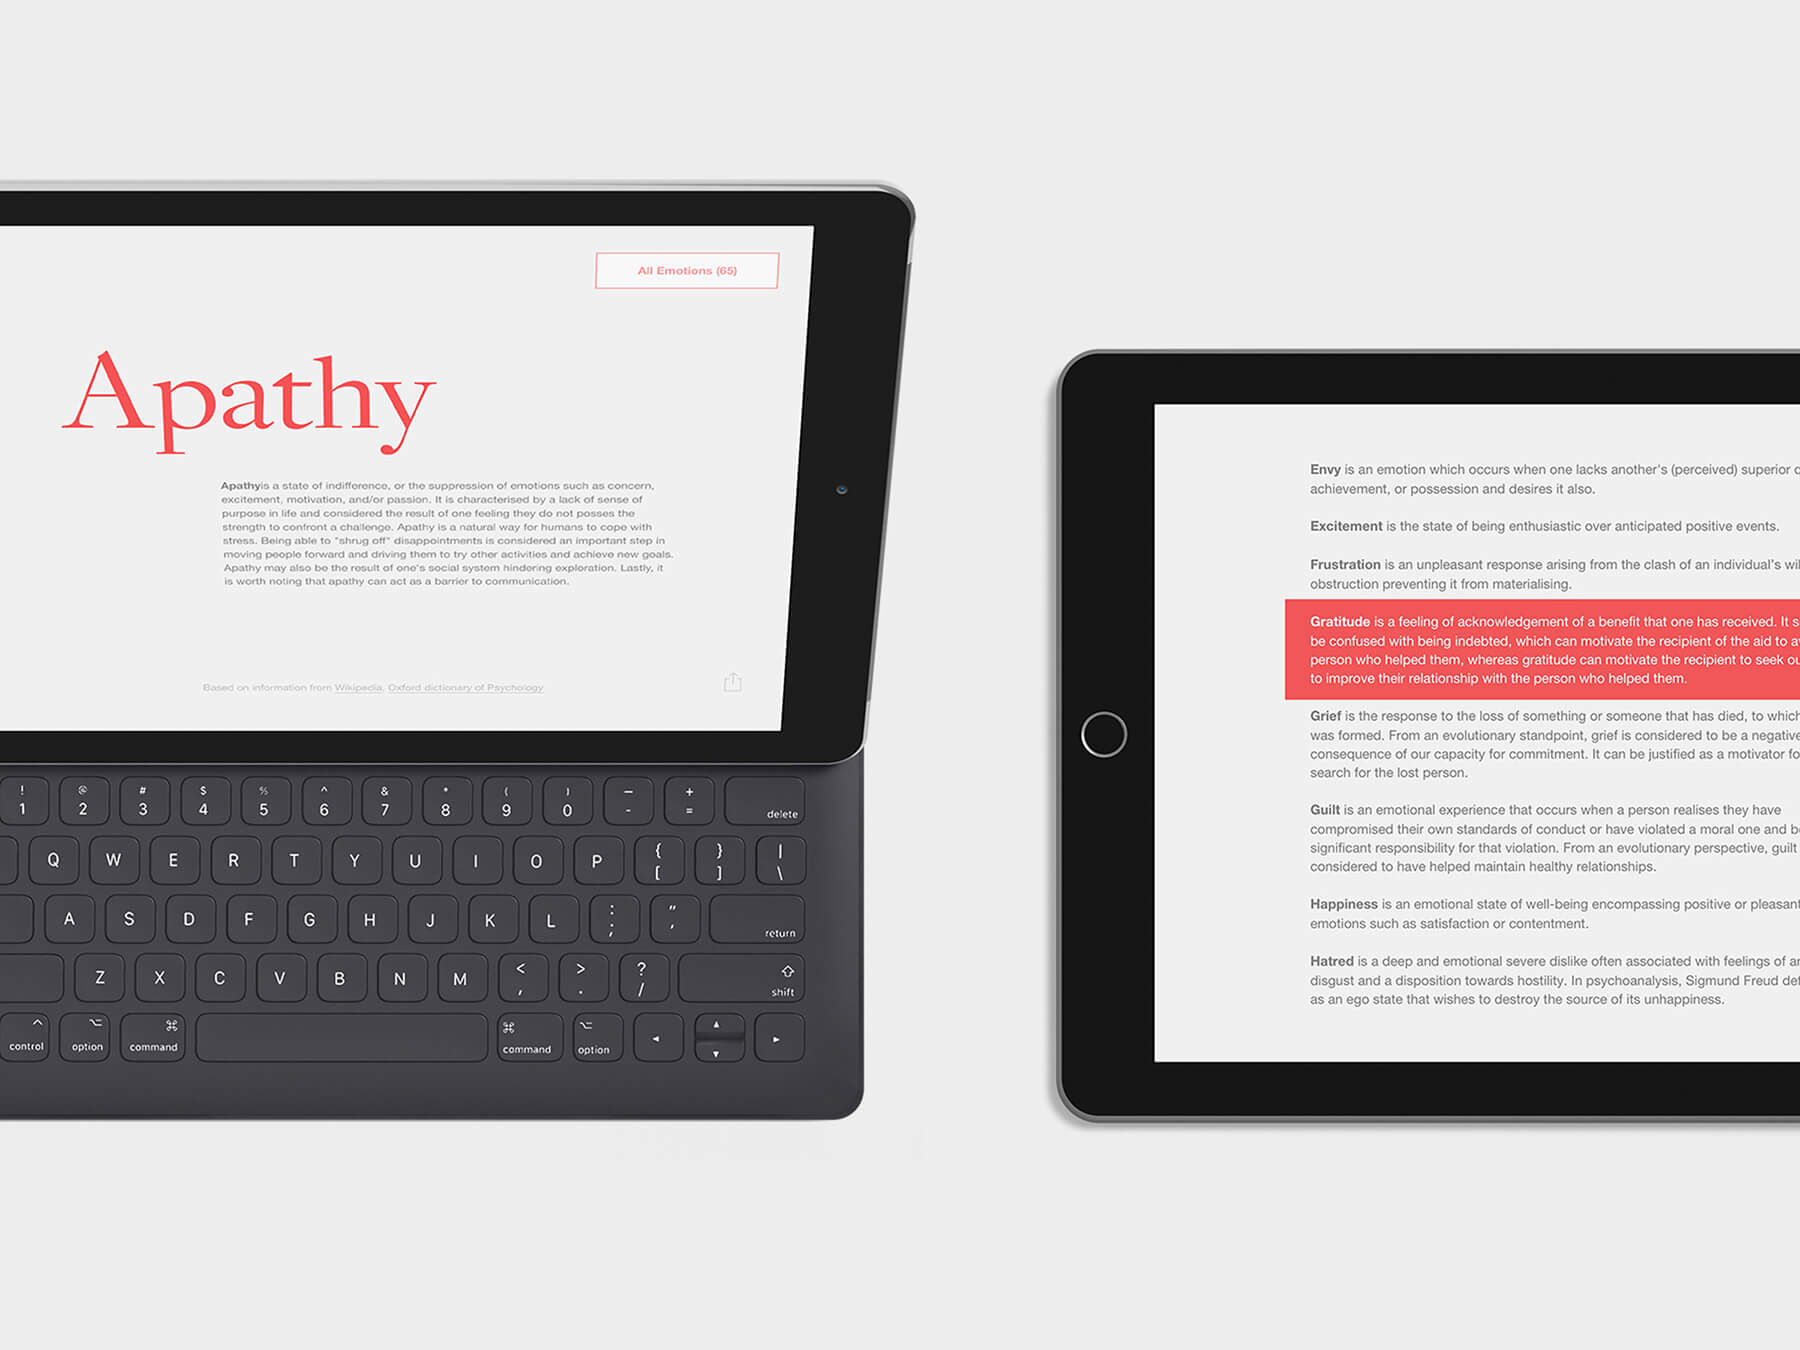 All Emotions (65)
Apathy
Apathyis a state of indifference, or the suppression of emotions such as concern,
excitement, motivation, and/or passion. It is characterised by a lack of sense of
purpose in life and considered the result of one feeling they do not posses the
strength to confront a challenge. Apathy is a natural way for humans to cope with
stress. Being able to "shrug off" disappointments is considered an important step in
moving people forward and driving them to try other activities and achieve new goals.
Apathy may also be the result of one's social system hindering exploration. Lastly, it
is worth noting that apathy can act as a barrier to communication.
Based on information from Wikipedia, Oxford dictionary of Psychology
! @ # $ % ^ & * ( ) — +
1 2 3 4 5 6 7 8 9 0 - = delete
Q W E R T Y U I O P { [ } ] | \
A S D F G H J K L : ; " ' return
Z X C V B N M < , > . ? / shift
control option command command option
Envy is an emotion which occurs when one lacks another's (perceived) superior
achievement, or possession and desires it also.
Excitement is the state of being enthusiastic over anticipated positive events.
Frustration is an unpleasant response arising from the clash of an individual's
obstruction preventing it from materialising.
Gratitude is a feeling of acknowledgement of a benefit that one has received. It
be confused with being indebted, which can motivate the recipient of the aid to
person who helped them, whereas gratitude can motivate the recipient to seek
to improve their relationship with the person who helped them.
Grief is the response to the loss of something or someone that has died, to which
was formed. From an evolutionary standpoint, grief is considered to be a negative
consequence of our capacity for commitment. It can be justified as a motivator
search for the lost person.
Guilt is an emotional experience that occurs when a person realises they have
compromised their own standards of conduct or have violated a moral one and
significant responsibility for that violation. From an evolutionary perspective, guilt
considered to have helped maintain healthy relationships.
Happiness is an emotional state of well-being encompassing positive or pleasant
emotions such as satisfaction or contentment.
Hatred is a deep and emotional severe dislike often associated with feelings of
disgust and a disposition towards hostility. In psychoanalysis, Sigmund Freud
as an ego state that wishes to destroy the source of its unhappiness.